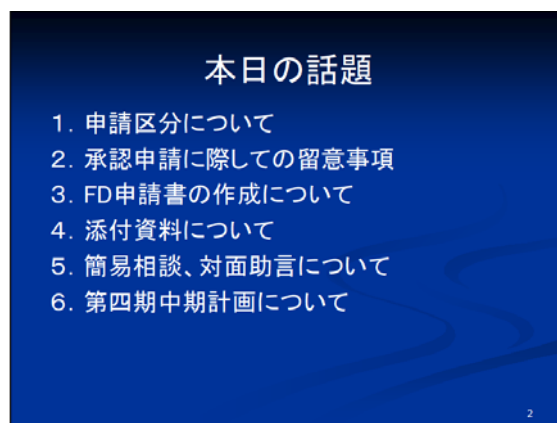 本日の話題
1. 申請区分について
2. 承認申請に際しての留意事項
3. FD申請書の作成について
4. 添付資料について
5. 簡易相談、対面助言について
6. 第四期中期計画について
2